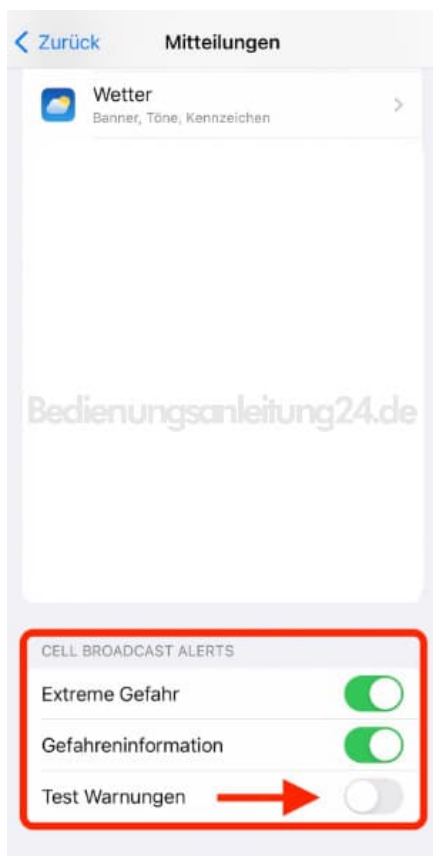 Zurück Mitteilungen
Wetter
Banner, Töne, Kennzeichen
Bedienungsanleitung24.de
CELL BROADCAST ALERTS
Extreme Gefahr
Gefahreninformation
Test Warnungen